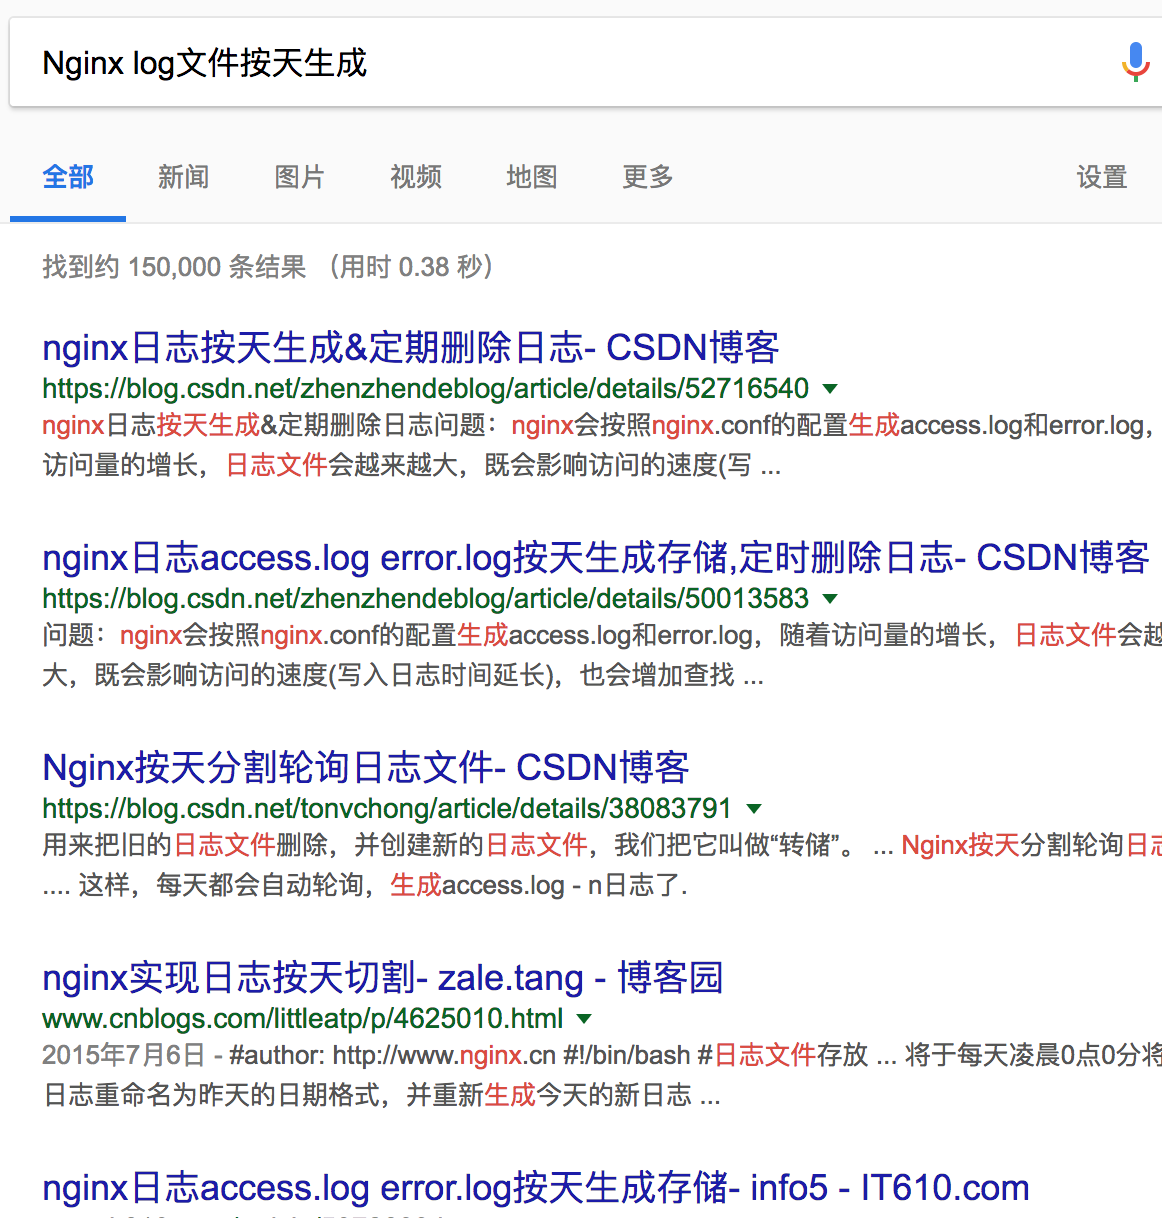 Nginx log文件按天生成
全部 新闻 图片 视频 地图 更多 设置
找到约 150,000 条结果 （用时 0.38 秒）
nginx日志按天生成&定期删除日志- CSDN博客
https://blog.csdn.net/zhenzhendeblog/article/details/52716540
nginx日志按天生成&定期删除日志问题：nginx会按照nginx.conf的配置生成access.log和error.log，
访问量的增长，日志文件会越来越大，既会影响访问的速度(写 ...
nginx日志access.log error.log按天生成存储,定时删除日志- CSDN博客
https://blog.csdn.net/zhenzhendeblog/article/details/50013583
问题：nginx会按照nginx.conf的配置生成access.log和error.log，随着访问量的增长，日志文件会越
大，既会影响访问的速度(写入日志时间延长)，也会增加查找 ...
Nginx按天分割轮询日志文件- CSDN博客
https://blog.csdn.net/tonvchong/article/details/38083791
用来把旧的日志文件删除，并创建新的日志文件，我们把它叫做“转储”。 ... Nginx按天分割轮询日志
.... 这样，每天都会自动轮询，生成access.log - n日志了.
nginx实现日志按天切割- zale.tang - 博客园
www.cnblogs.com/littleatp/p/4625010.html
2015年7月6日 - #author: http://www.nginx.cn #!/bin/bash #日志文件存放 ... 将于每天凌晨0点0分将
日志重命名为昨天的日期格式，并重新生成今天的新日志 ...
nginx日志access.log error.log按天生成存储- info5 - IT610.com